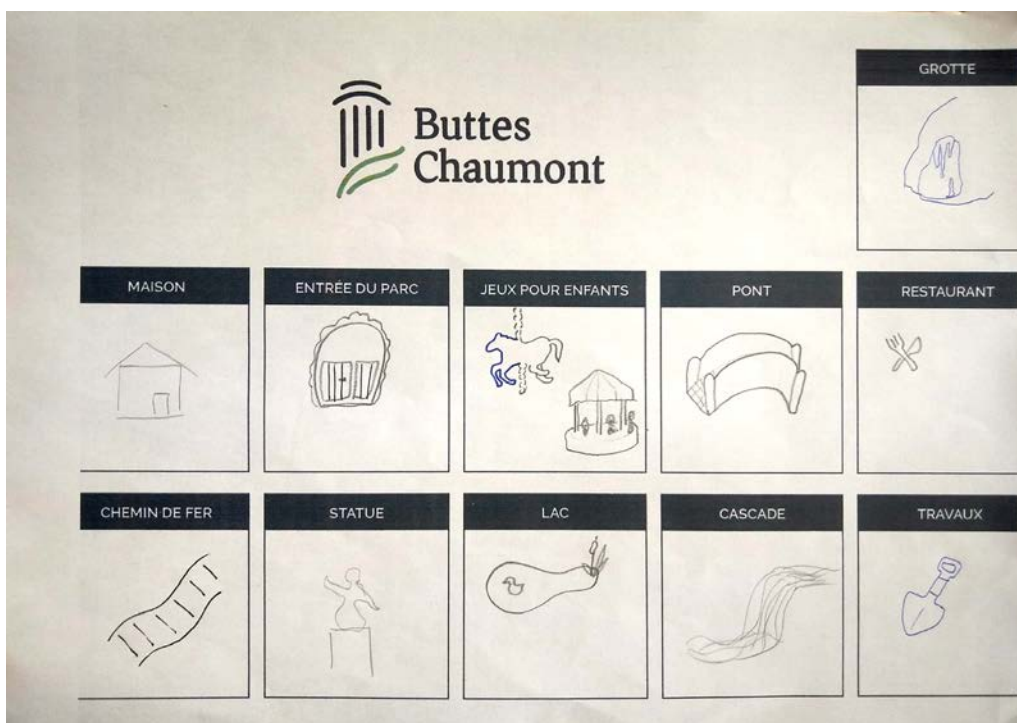 GROTTE
Buttes
Chaumont
MAISON
ENTRÉE DU PARC
JEUX POUR ENFANTS
PONT
RESTAURANT
CHEMIN DE FER
STATUE
LAC
CASCADE
TRAVAUX